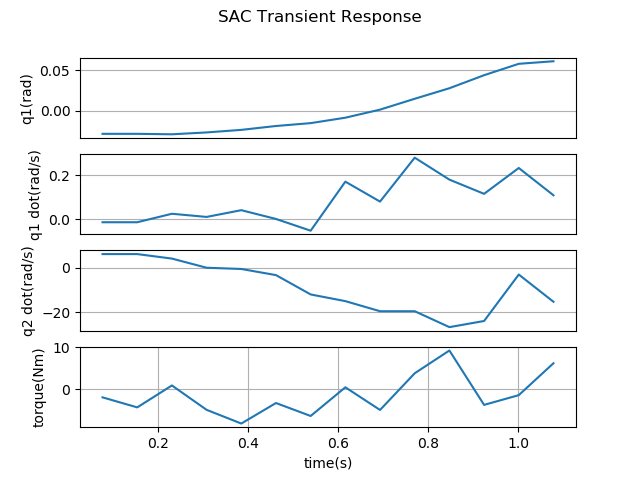 SAC Transient Response
q1(rad)
0.05
0.00
q1 dot(rad/s)
0.2
0.0
q2 dot(rad/s)
0
−20
torque(Nm)
10
0
0.2 0.4 0.6 0.8 1.0
time(s)